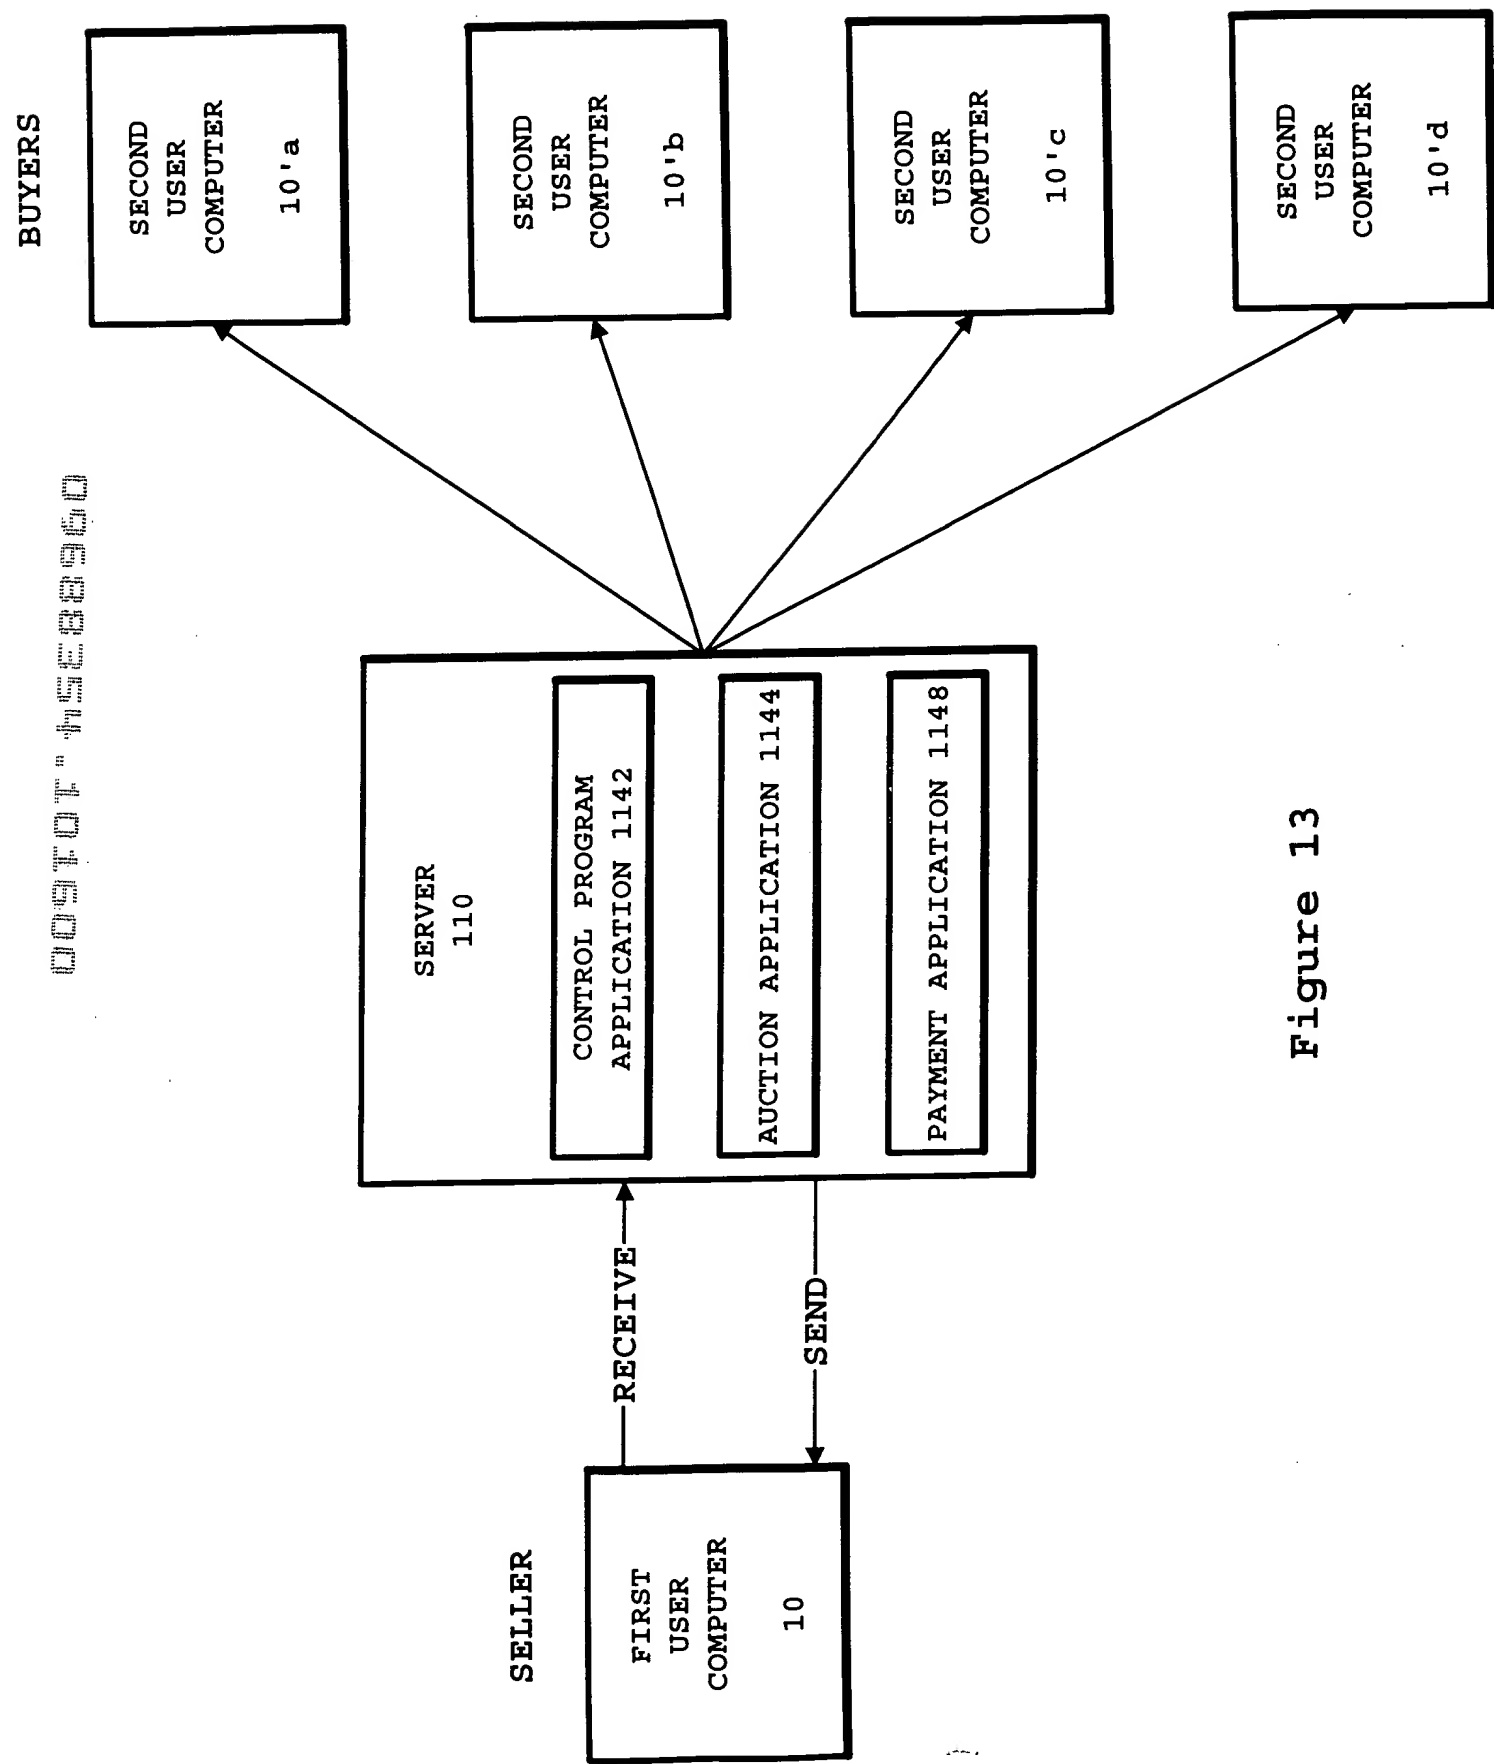 09688354.101600
SELLER
FIRST
USER
COMPUTER
10
RECEIVE
SEND
SERVER
110
CONTROL PROGRAM
APPLICATION 1142
AUCTION APPLICATION 1144
PAYMENT APPLICATION 1148
BUYERS
SECOND
USER
COMPUTER
10'a
SECOND
USER
COMPUTER
10'b
SECOND
USER
COMPUTER
10'c
SECOND
USER
COMPUTER
10'd
Figure 13